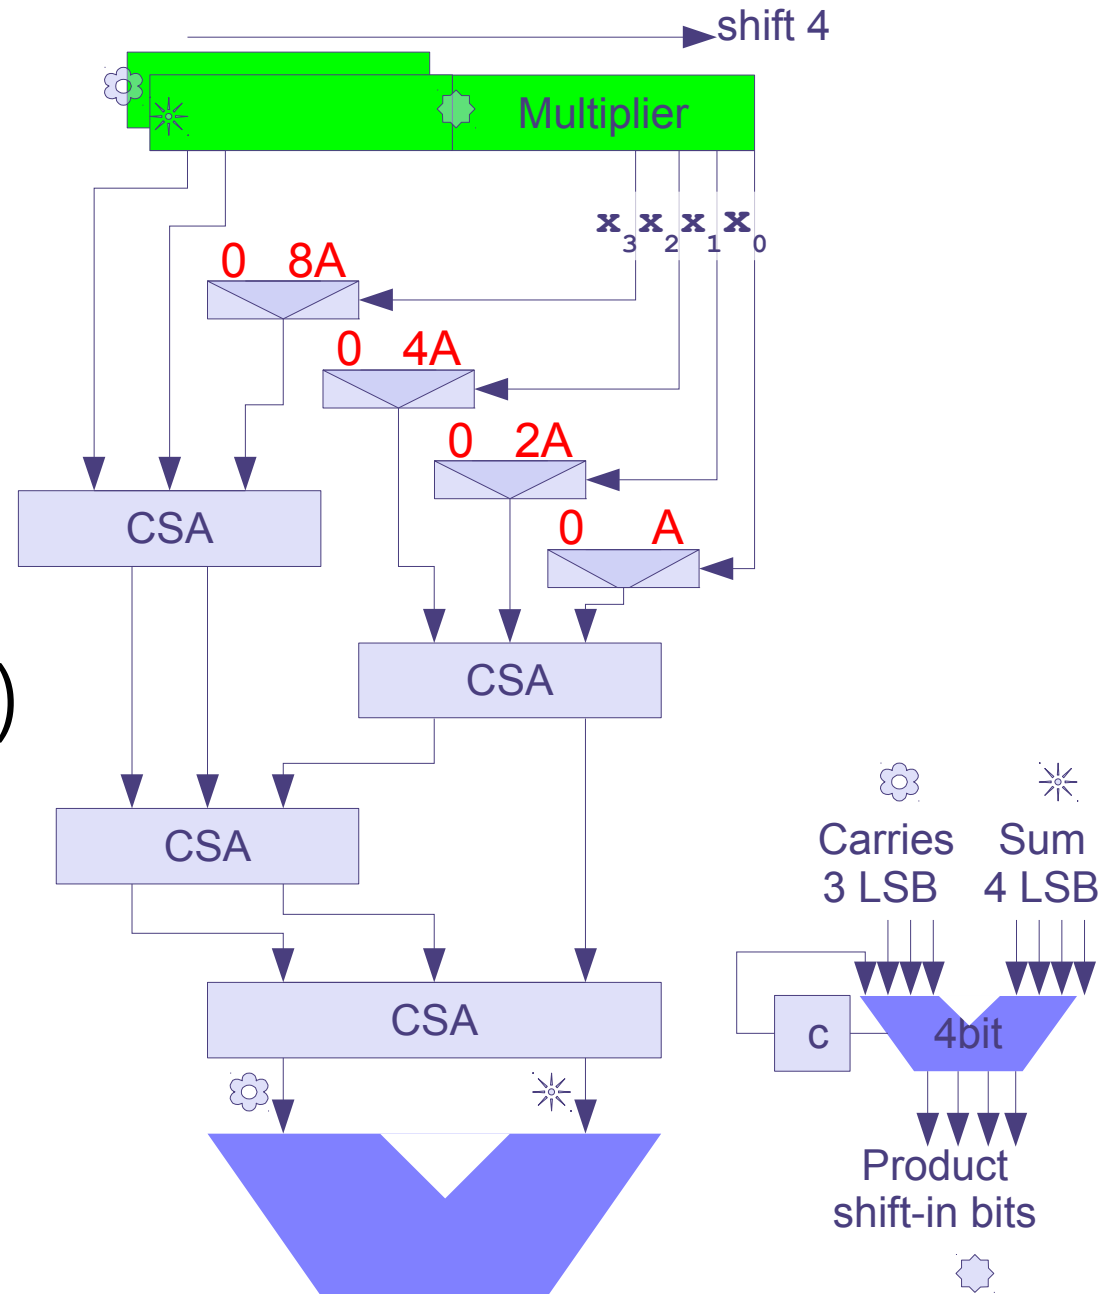 shift 4
Multiplier
x3 x2 x1 x0
0 8A
0 4A
0 2A
0 A
CSA
CSA
)
CSA
CSA
Carries
3 LSB
Sum
4 LSB
c
4bit
Product
shift-in bits